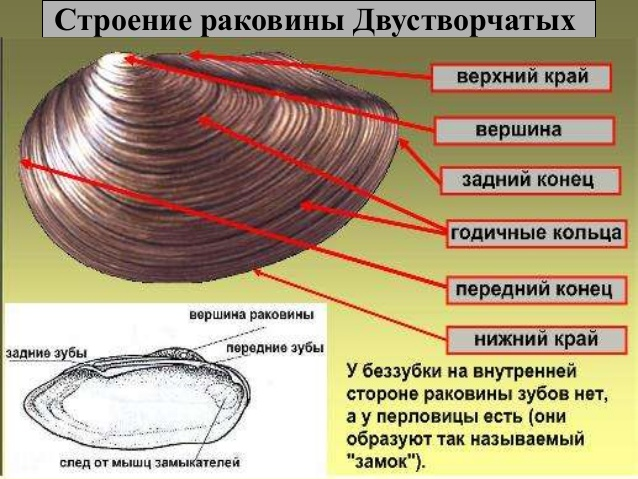 Строение раковины Двустворчатых
верхний край
вершина
задний конец
годичные кольца
передний конец
нижний край
вершина раковины
задние зубы
передние зубы
след от мышц замыкателей
У беззубки на внутренней
стороне раковины зубов нет,
а у перловицы есть (они
образуют так называемый
"замок").